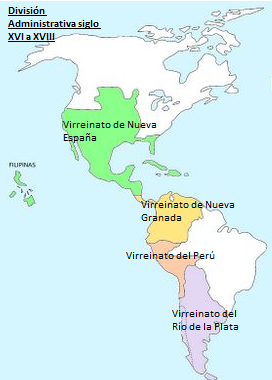 División
Administrativa siglo
XVI a XVIII
Virreinato de Nueva
España
FILIPINAS
Virreinato de Nueva
Granada
Virreinato del Perú
Virreinato del
Río de la Plata